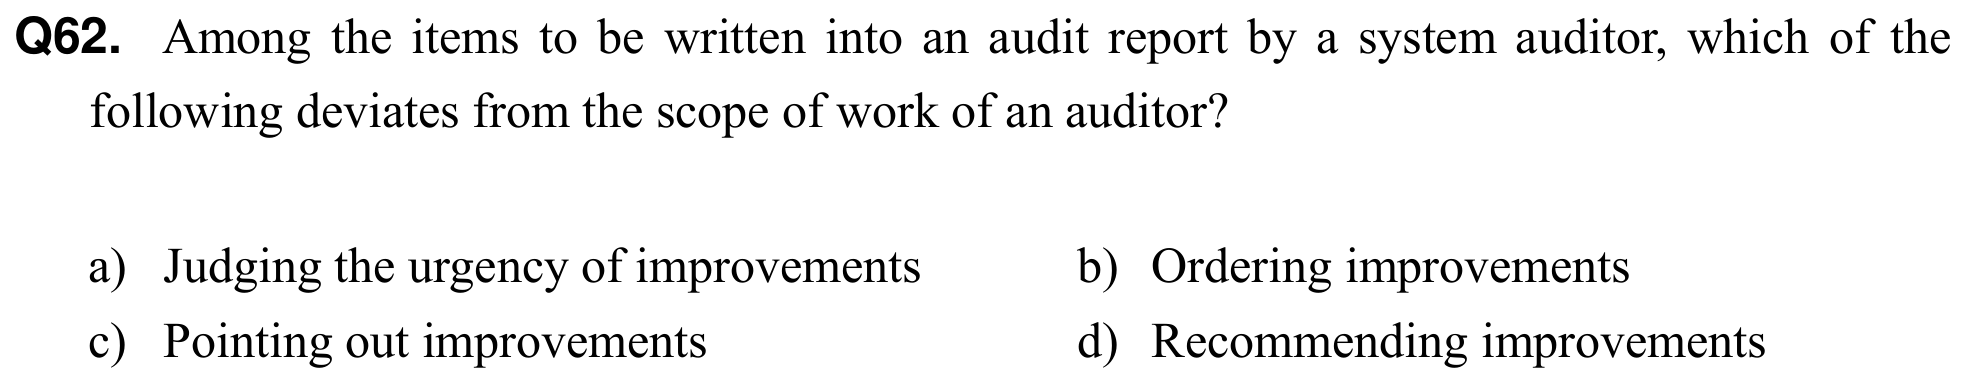 Q62. Among the items to be written into an audit report by a system auditor, which of the
following deviates from the scope of work of an auditor?
a) Judging the urgency of improvements b) Ordering improvements
c) Pointing out improvements d) Recommending improvements